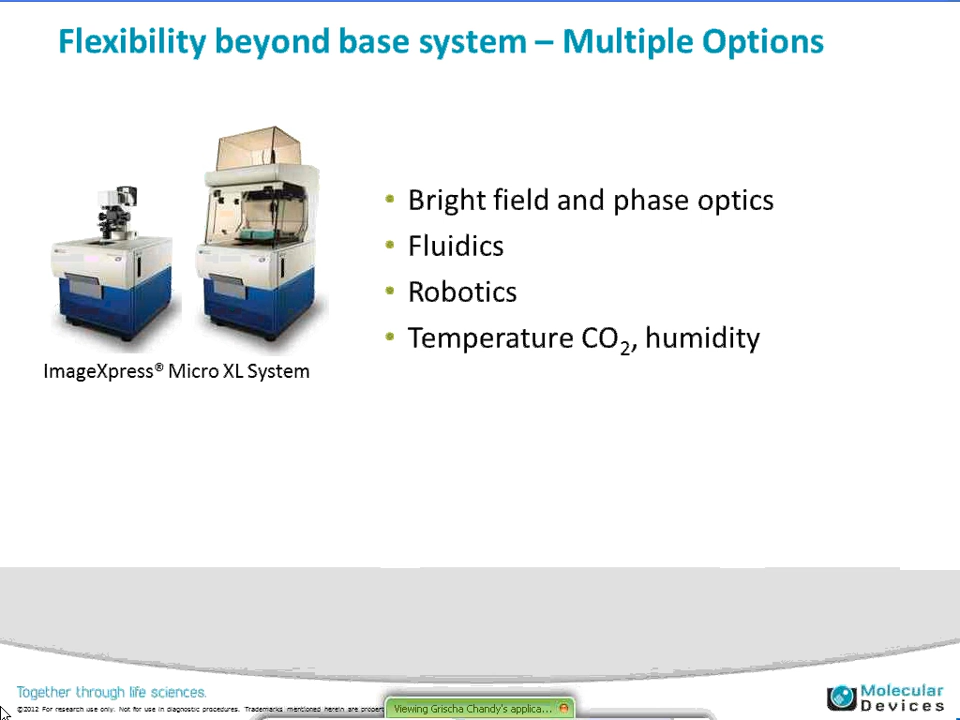 Flexibility beyond base system – Multiple Options
• Bright field and phase optics
• Fluidics
• Robotics
• Temperature CO₂, humidity
ImageXpress® Micro XL System
Together through life sciences.
©2012 For research use only. Not for use in diagnostic procedures. Trademarks mentioned herein are proper
Viewing Grischa Chandy's applica...
Molecular
Devices